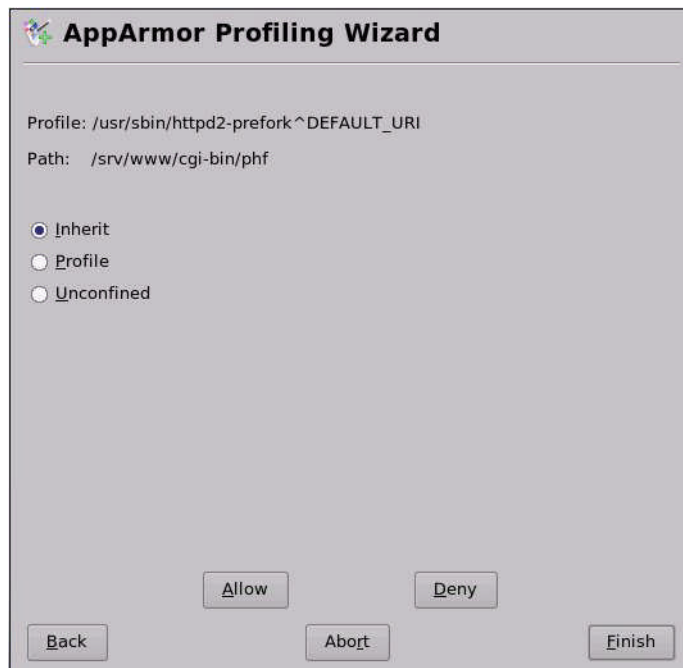 AppArmor Profiling Wizard
Profile: /usr/sbin/httpd2-prefork^DEFAULT_URI
Path: /srv/www/cgi-bin/phf
Inherit
Profile
Unconfined
Allow Deny
Back Abort Finish